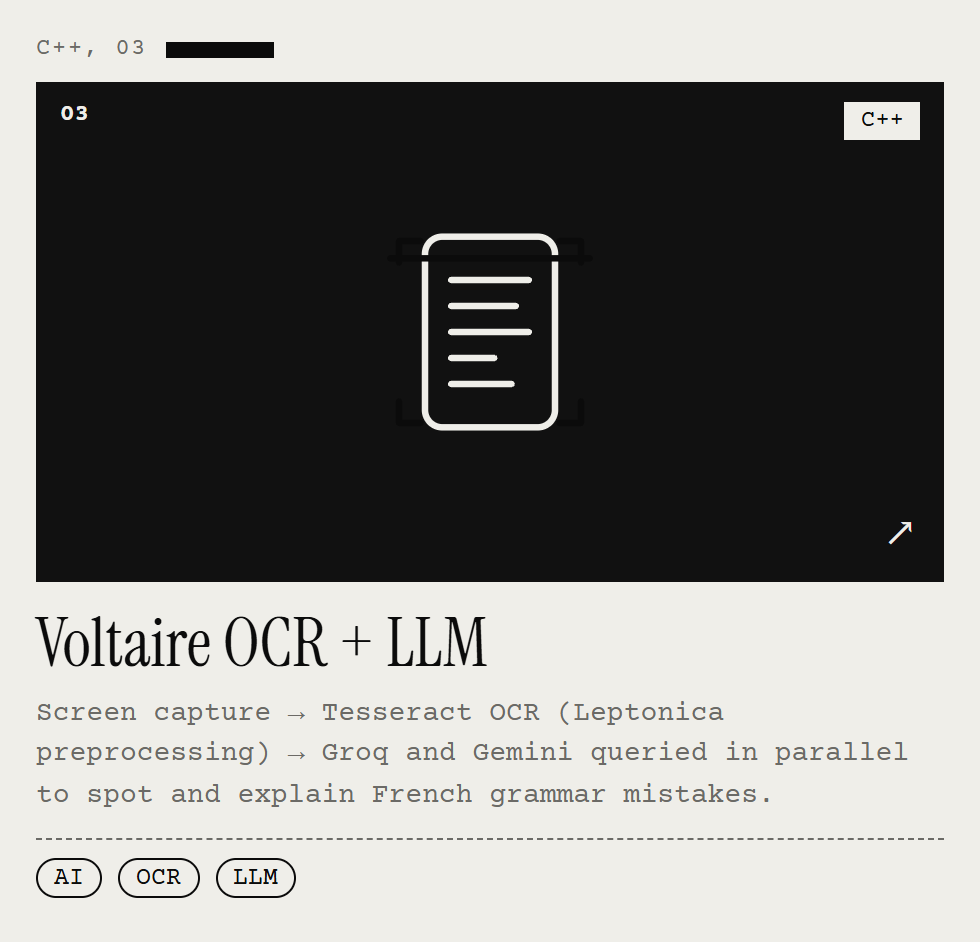 C++, 03
03
C++
↗
Voltaire OCR + LLM
Screen capture → Tesseract OCR (Leptonica
preprocessing) → Groq and Gemini queried in parallel
to spot and explain French grammar mistakes.
AI
OCR
LLM